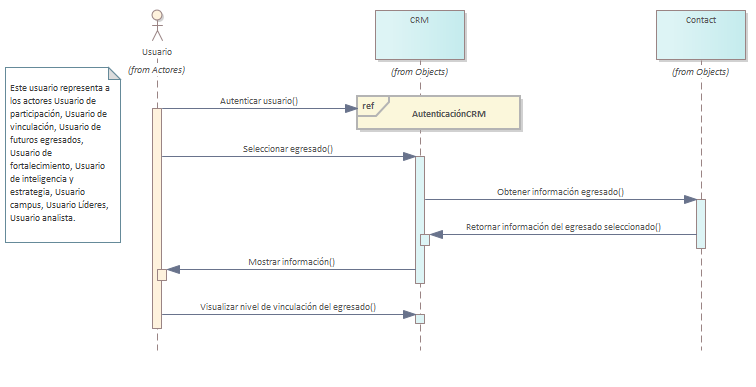 CRM
Contact
Usuario
(from Actores)
(from Objects)
(from Objects)
Este usuario representa a
los actores Usuario de
participación, Usuario de
vinculación, Usuario de
futuros egresados,
Usuario de
fortalecimiento, Usuario
de inteligencia y
estrategia, Usuario
campus, Usuario Líderes,
Usuario analista.
Autenticar usuario()
ref
AutenticaciónCRM
Seleccionar egresado()
Obtener información egresado()
Retornar información del egresado seleccionado()
Mostrar información()
Visualizar nivel de vinculación del egresado()